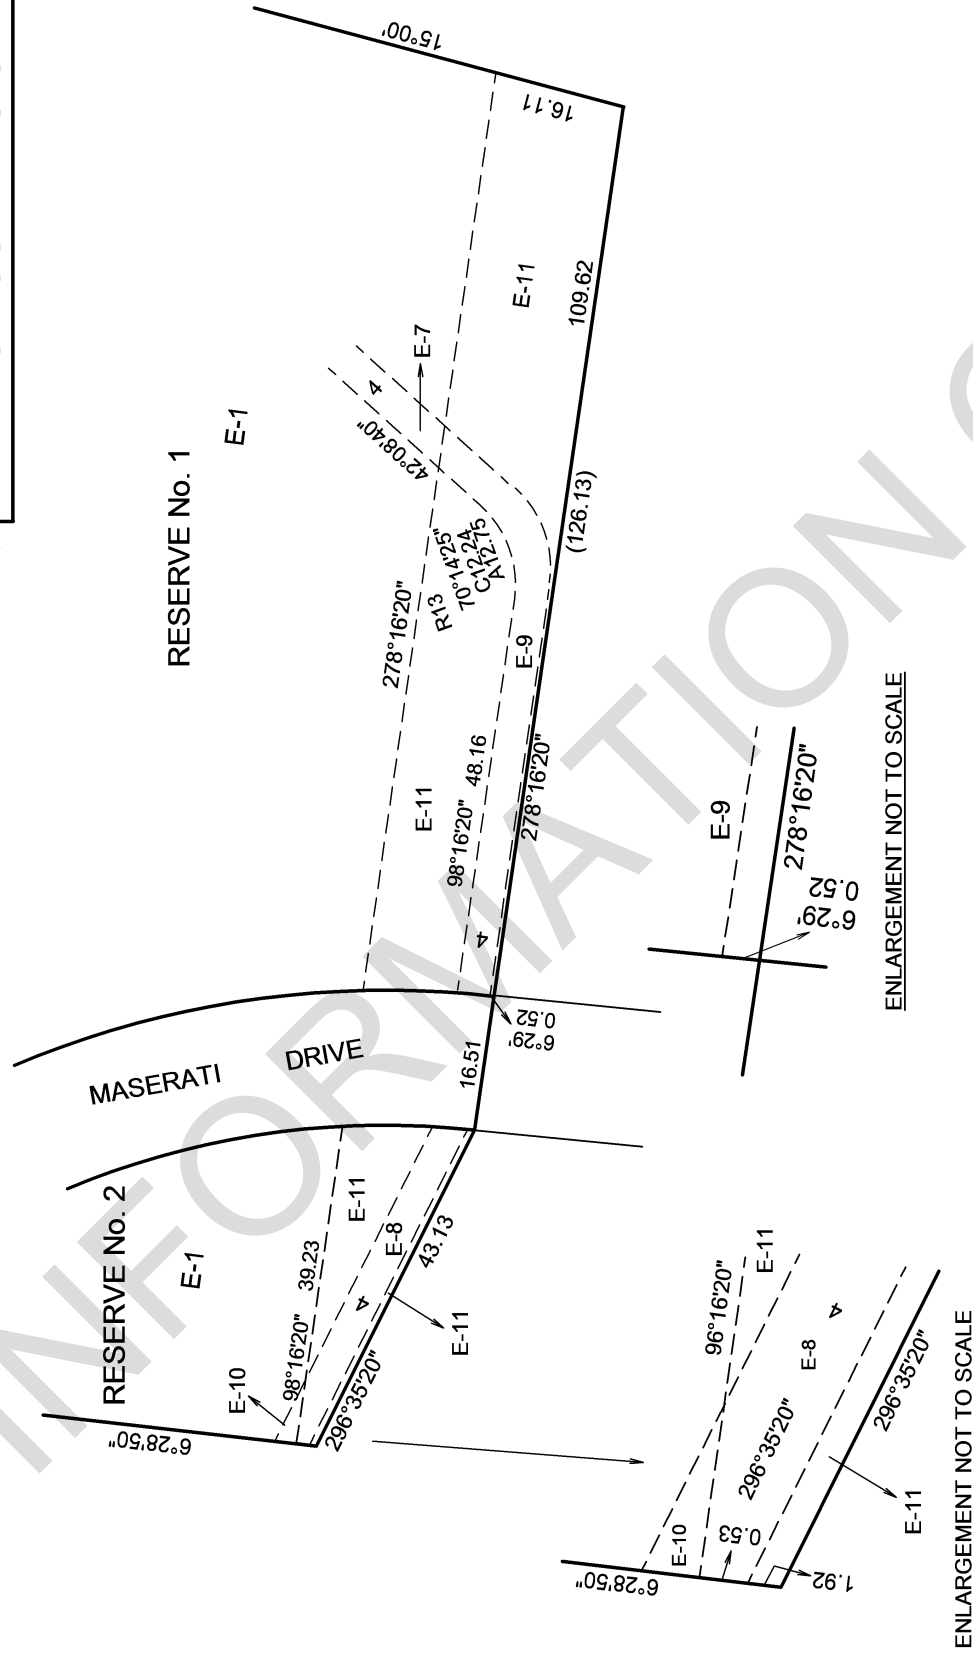 15°00'
16.11
E-11
109.62
E-7
4
42°08'40"
E-1
RESERVE No. 1
(126.13)
R13
70°14'25"
C12.24
A12.75
278°16'20"
E-9
E-11
98°16'20" 48.16
278°16'20"
4
0.52
6°29'
16.51
MASERATI DRIVE
RESERVE No. 2
E-1
E-11
39.23
98°16'20"
E-8
4
43.13
E-10
E-11
296°35'20"
6°28'50"
E-9
278°16'20"
0.52
6°29'
ENLARGEMENT NOT TO SCALE
96°16'20"
E-11
4
E-8
296°35'20"
296°35'20"
E-10
0.53
E-11
6°28'50"
1.92
ENLARGEMENT NOT TO SCALE
INFORMATION